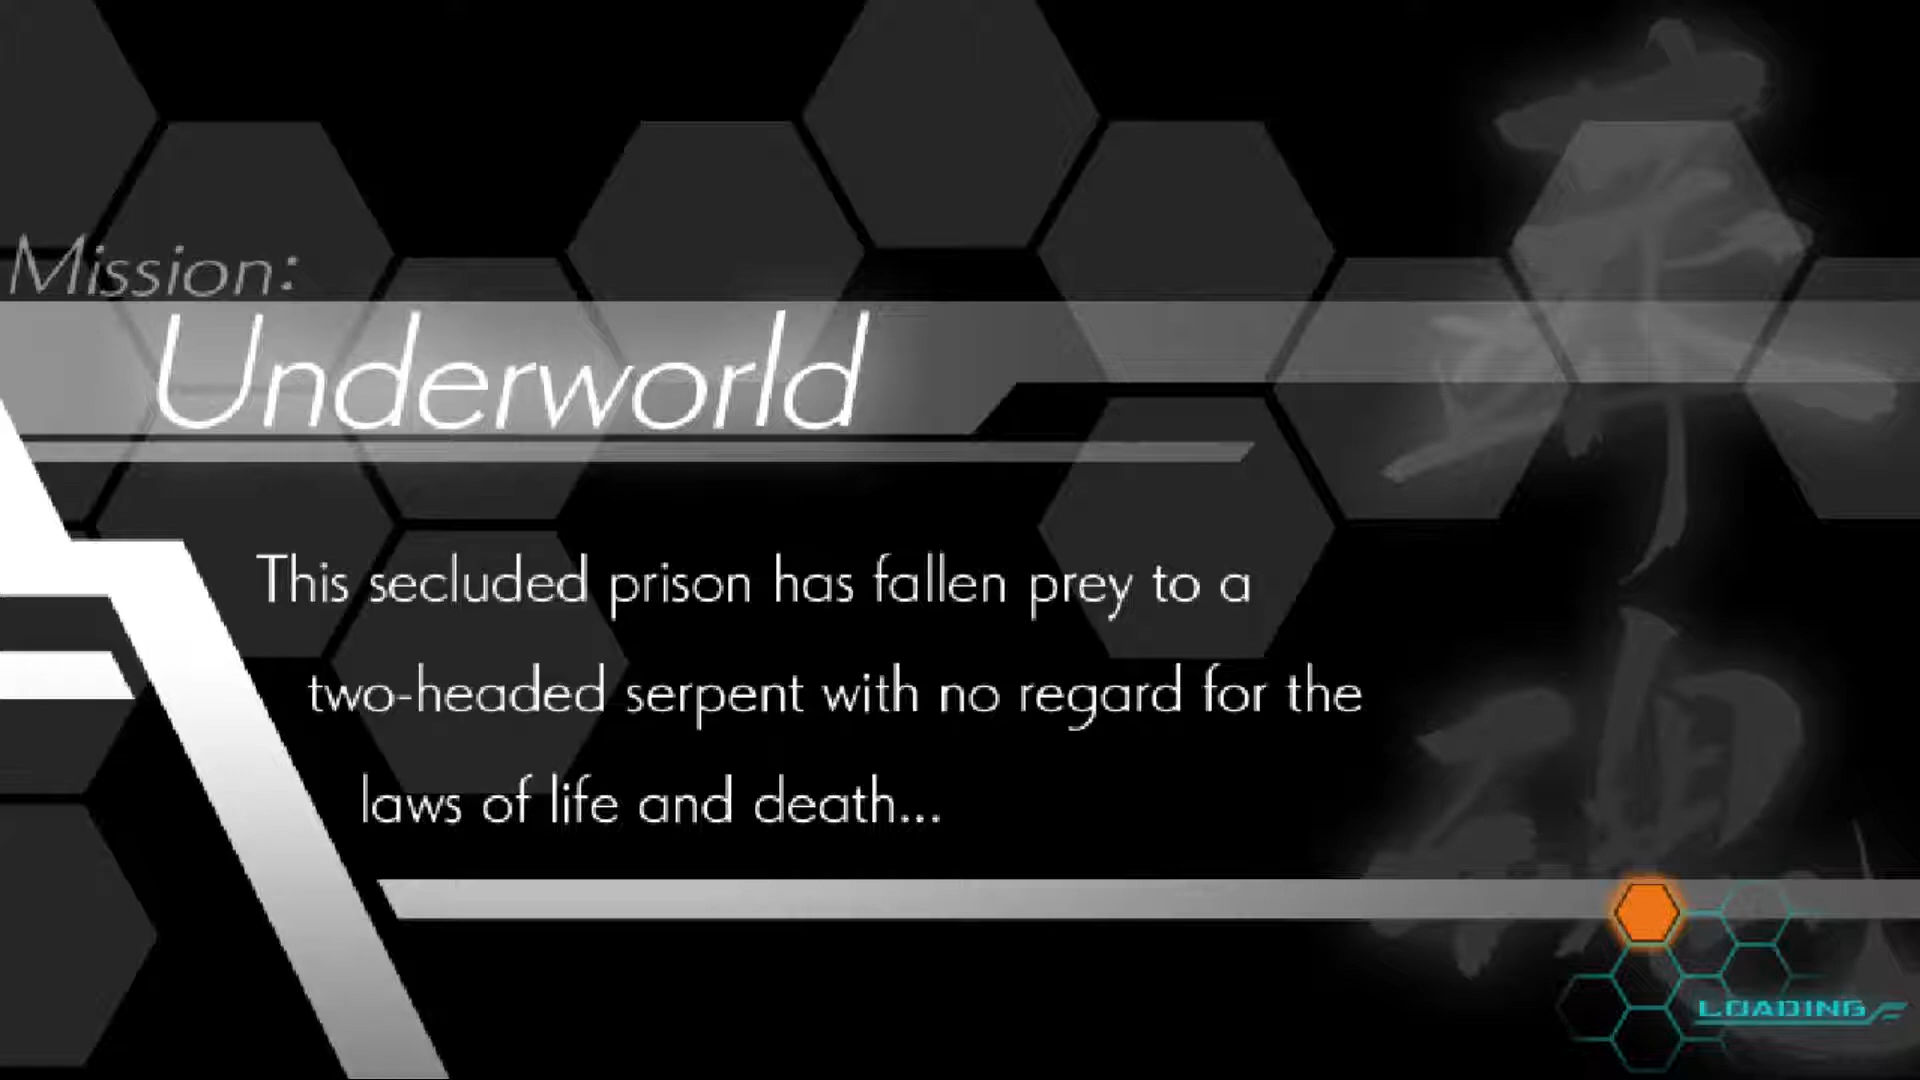 Mission:
Underworld
This secluded prison has fallen prey to a
two-headed serpent with no regard for the
laws of life and death...
LOADING